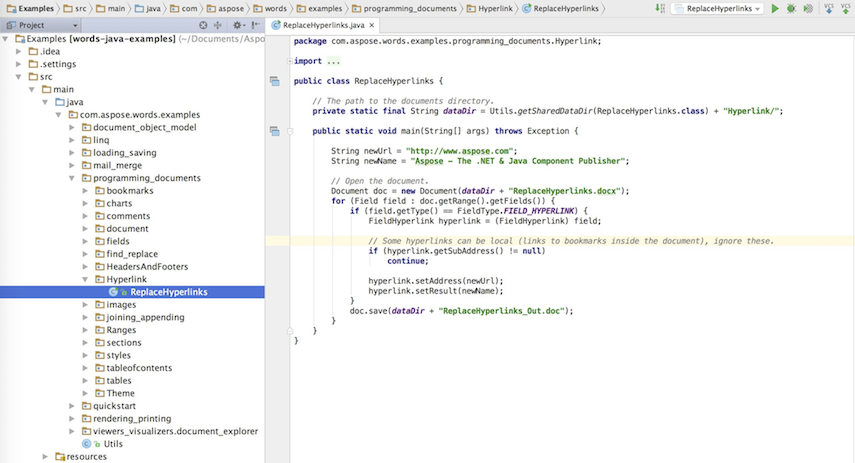 Examples src main java com aspose words examples programming_documents Hyperlink ReplaceHyperlinks
ReplaceHyperlinks
VCS VCS
Project
ReplaceHyperlinks.java
Examples [words-java-examples] (~/Documents/Aspo
.idea
.settings
src
main
java
com.aspose.words.examples
document_object_model
linq
loading_saving
mail_merge
programming_documents
bookmarks
charts
comments
document
fields
find_replace
HeadersAndFooters
Hyperlink
ReplaceHyperlinks
images
joining_appending
Ranges
sections
styles
tableofcontents
tables
Theme
quickstart
rendering_printing
viewers_visualizers.document_explorer
Utils
resources
package com.aspose.words.examples.programming_documents.Hyperlink;
import ...
public class ReplaceHyperlinks {
// The path to the documents directory.
private static final String dataDir = Utils.getSharedDataDir(ReplaceHyperlinks.class) + "Hyperlink/";
public static void main(String[] args) throws Exception {
String newUrl = "http://www.aspose.com";
String newName = "Aspose - The .NET & Java Component Publisher";
// Open the document.
Document doc = new Document(dataDir + "ReplaceHyperlinks.docx");
for (Field field : doc.getRange().getFields()) {
if (field.getType() == FieldType.FIELD_HYPERLINK) {
FieldHyperlink hyperlink = (FieldHyperlink) field;
// Some hyperlinks can be local (links to bookmarks inside the document), ignore these.
if (hyperlink.getSubAddress() != null)
continue;
hyperlink.setAddress(newUrl);
hyperlink.setResult(newName);
}
doc.save(dataDir + "ReplaceHyperlinks_Out.doc");
}
}
}